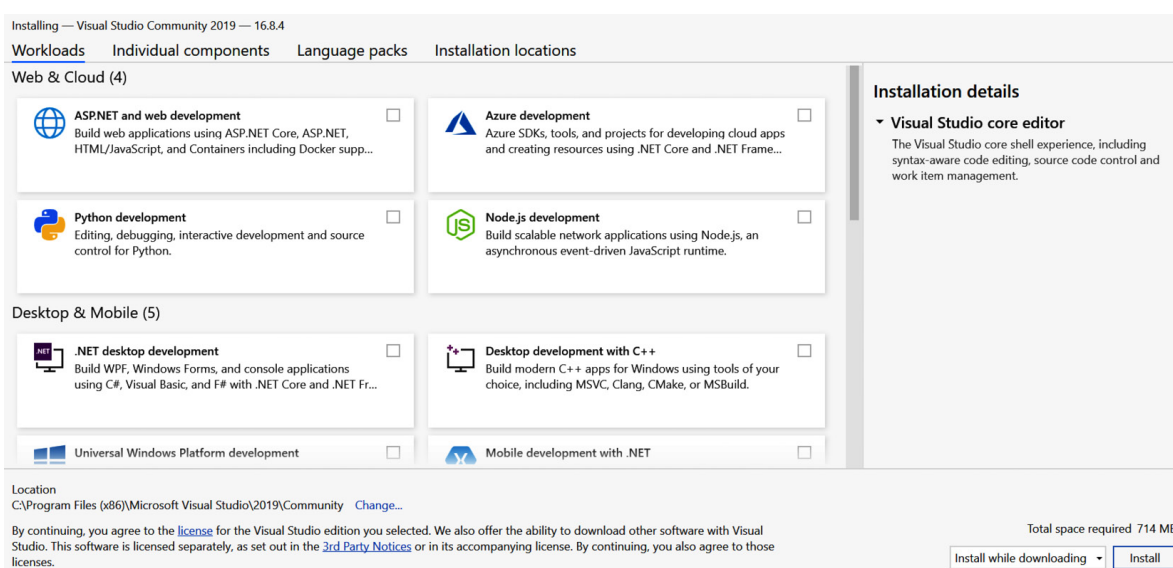 Installing — Visual Studio Community 2019 — 16.8.4
Workloads Individual components Language packs Installation locations
Web & Cloud (4)
ASP.NET and web development
Build web applications using ASP.NET Core, ASP.NET,
HTML/JavaScript, and Containers including Docker supp...
Azure development
Azure SDKs, tools, and projects for developing cloud apps
and creating resources using .NET Core and .NET Frame...
Python development
Editing, debugging, interactive development and source
control for Python.
JS
Node.js development
Build scalable network applications using Node.js, an
asynchronous event-driven JavaScript runtime.
Desktop & Mobile (5)
.NET
.NET desktop development
Build WPF, Windows Forms, and console applications
using C#, Visual Basic, and F# with .NET Core and .NET Fr...
Desktop development with C++
Build modern C++ apps for Windows using tools of your
choice, including MSVC, Clang, CMake, or MSBuild.
Universal Windows Platform development
Mobile development with .NET
Installation details
Visual Studio core editor
The Visual Studio core shell experience, including
syntax-aware code editing, source code control and
work item management.
Location
C:\Program Files (x86)\Microsoft Visual Studio\2019\Community Change...
By continuing, you agree to the license for the Visual Studio edition you selected. We also offer the ability to download other software with Visual
Studio. This software is licensed separately, as set out in the 3rd Party Notices or in its accompanying license. By continuing, you also agree to those
licenses.
Total space required 714 MB
Install while downloading Install